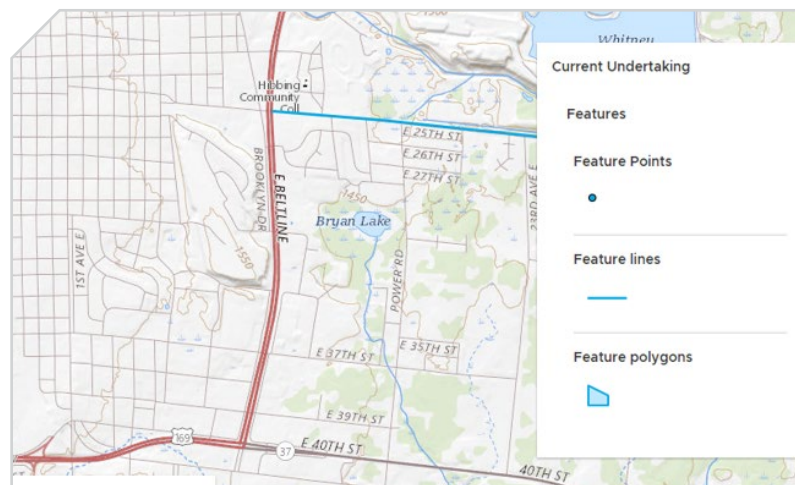 1500
Whitney
Hibbing
Community
Coll
E 25TH ST
E 26TH ST
E 27TH ST
BROOKLYN DR
E BELTLINE
1450
Bryan Lake
23RD AVE E
1ST AVE E
1550
POWER RD
E 37TH ST
E 35TH ST
E 39TH ST
169
37
E 40TH ST
40TH ST
ST
Current Undertaking
Features
Feature Points
Feature lines
Feature polygons